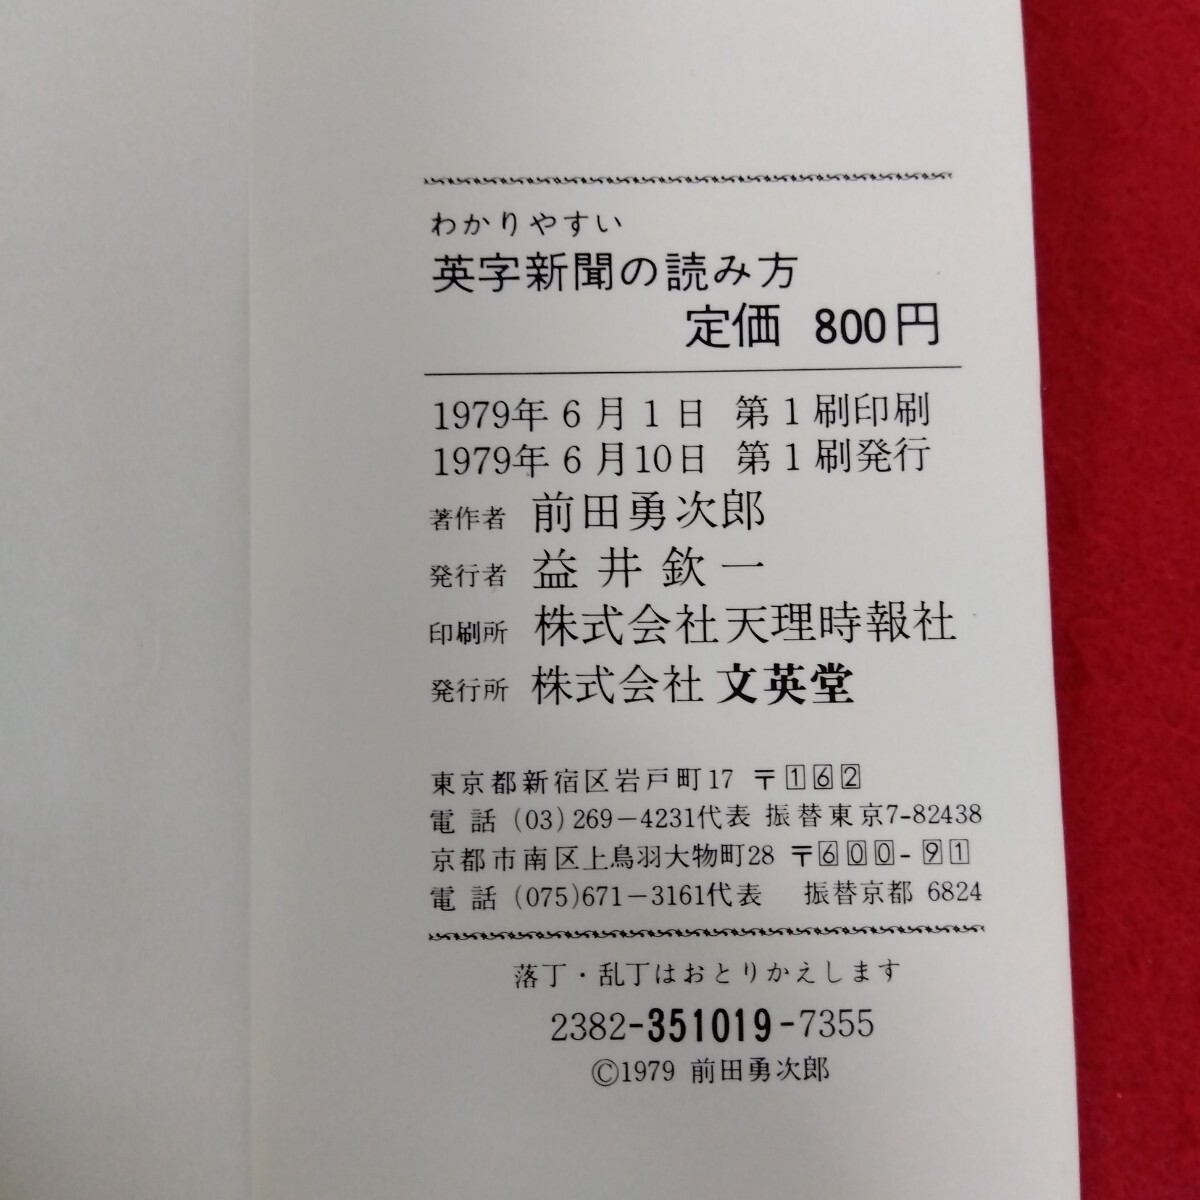 わかりやすい
英字新聞の読み方
定価 800円
1979年6月1日 第1刷印刷
1979年6月10日 第1刷発行
著作者 前田勇次郎
発行者 益井欽一
印刷所 株式会社天理時報社
発行所 株式会社 文英堂
東京都新宿区岩戸町17 〒162
電話 (03)269-4231代表 振替東京7-82438
京都市南区上鳥羽大物町28 〒600-91
電話 (075)671-3161代表 振替京都 6824
落丁・乱丁はおとりかえします
2382-351019-7355
©1979 前田勇次郎